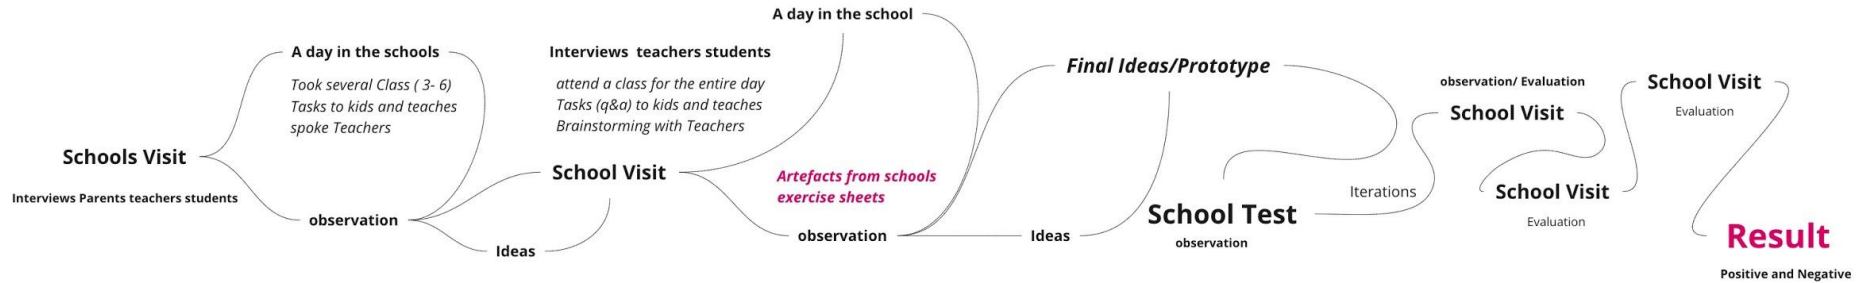 Schools Visit
Interviews Parents teachers students
A day in the schools
Took several Class ( 3- 6)
Tasks to kids and teaches
spoke Teachers
observation
Ideas
Interviews  teachers students
attend a class for the entire day
Tasks (q&a) to kids and teaches
Brainstorming with Teachers
School Visit
A day in the school
Artefacts from schools
exercise sheets
observation
Ideas
Final Ideas/Prototype
School Test
observation
Iterations
observation/ Evaluation
School Visit
School Visit
Evaluation
School Visit
Evaluation
Result
Positive and Negative